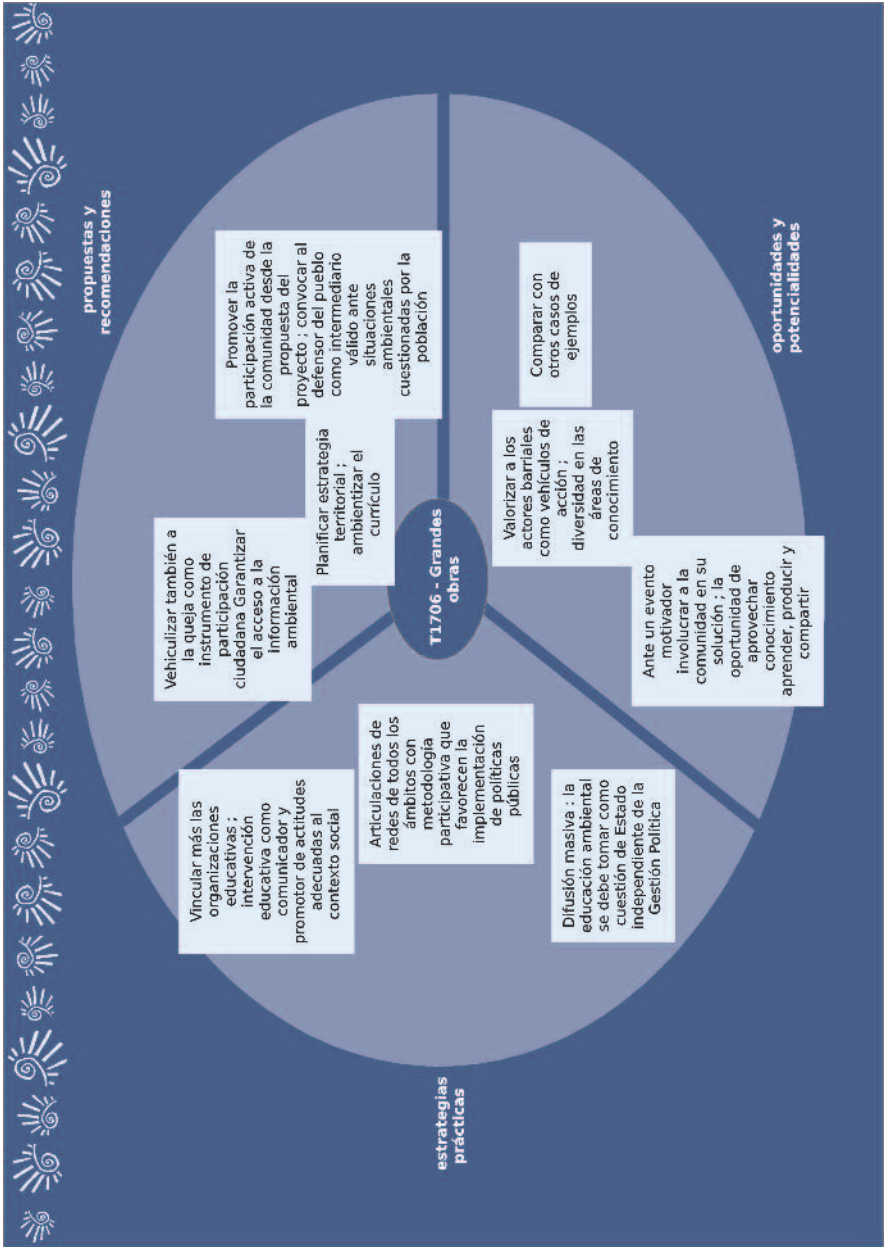 propuestas y
recomendaciones
Promover la
participación activa de
la comunidad desde la
propuesta del
proyecto ; convocar al
defensor del pueblo
como intermediario
válido ante
situaciones
ambientales
cuestionadas por la
población
Planificar estrategia
territorial ;
ambientizar el
currículo
Vehiculizar también a
la queja como
instrumento de
participación
ciudadana Garantizar
el acceso a la
información
ambiental
T1706 - Grandes
obras
Comparar con
otros casos de
ejemplos
Valorizar a los
actores barriales
como vehículos de
acción ;
diversidad en las
áreas de
conocimiento
Ante un evento
motivador
involucrar a la
comunidad en su
solución ; la
oportunidad de
aprovechar
conocimiento
aprender, producir y
compartir
oportunidades y
potencialidades
Vincular más las
organizaciones
educativas ;
intervención
educativa como
comunicador y
promotor de actitudes
adecuadas al
contexto social
Articulaciones de
redes de todos los
ámbitos con
metodología
participativa que
favorecen la
implementación
de políticas
públicas
Difusión masiva : la
educación ambiental
se debe tomar como
cuestión de Estado
independiente de la
Gestión Política
estrategias
prácticas